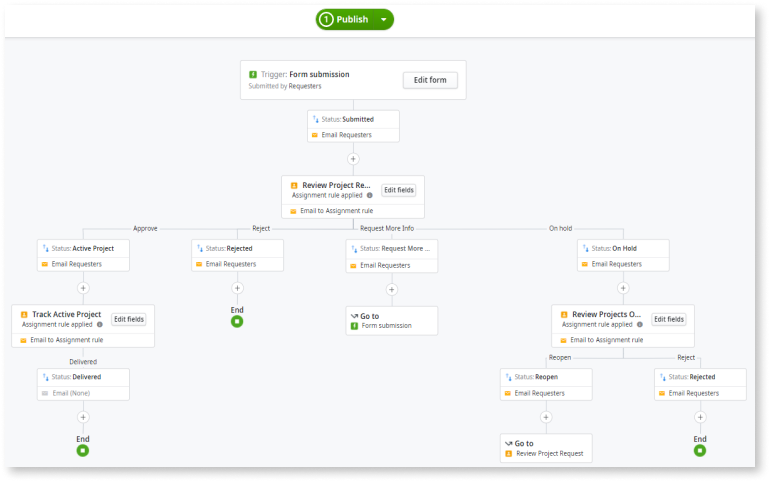 1 Publish
Trigger: Form submission
Submitted by Requesters
Edit form
Status: Submitted
Email Requesters
Review Project Re...
Assignment rule applied
Edit fields
Email to Assignment rule
Approve
Reject
Request More Info
On hold
Status: Active Project
Email Requesters
Status: Rejected
Email Requesters
Status: Request More ...
Email Requesters
Status: On Hold
Email Requesters
Track Active Project
Assignment rule applied
Edit fields
Email to Assignment rule
End
Go to
Form submission
Review Projects O...
Assignment rule applied
Edit fields
Email to Assignment rule
Delivered
Reopen
Reject
Status: Delivered
Email (None)
Status: Reopen
Email Requesters
Status: Rejected
Email Requesters
End
Go to
Review Project Request
End